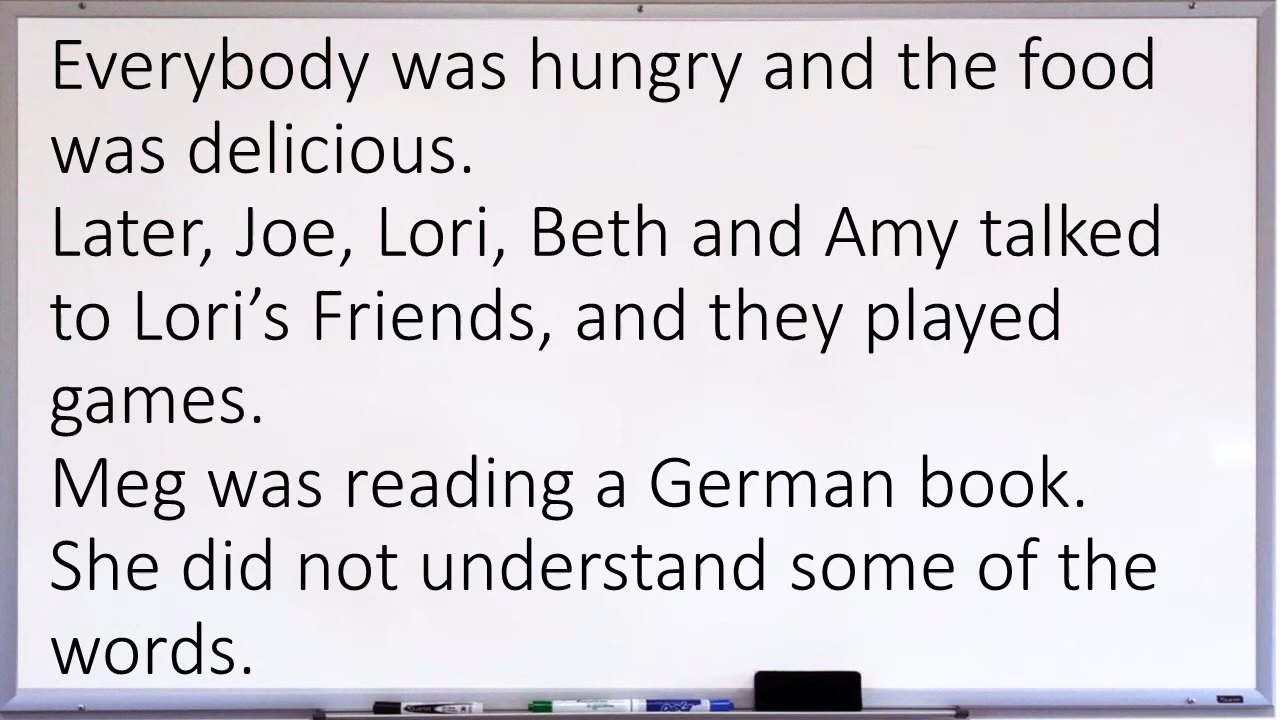 Everybody was hungry and the food
was delicious.
Later, Joe, Lori, Beth and Amy talked
to Lori’s Friends, and they played
games.
Meg was reading a German book.
She did not understand some of the
words.